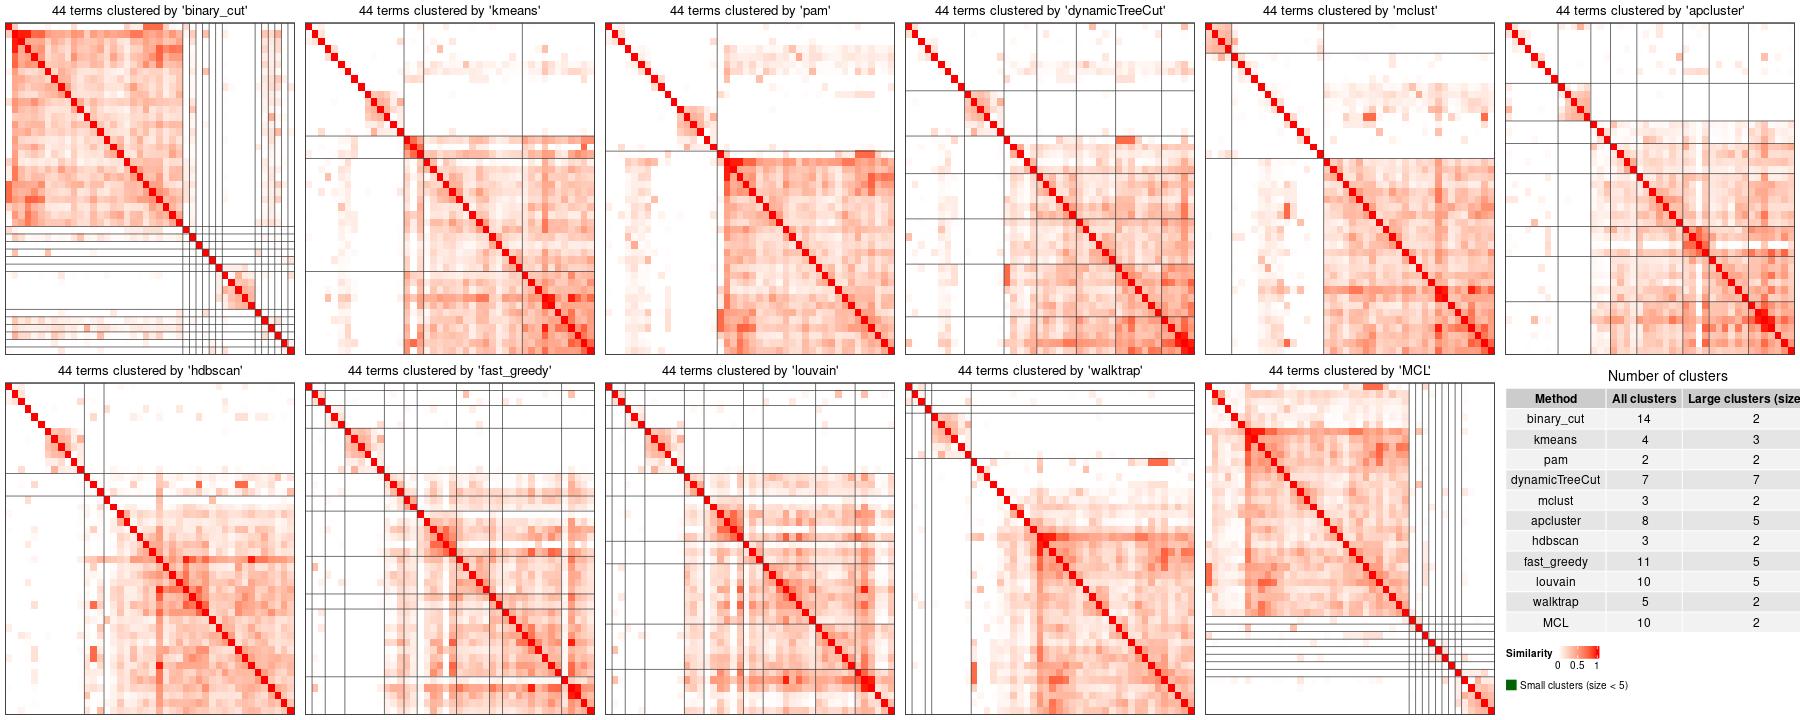 44 terms clustered by 'binary_cut'
44 terms clustered by 'kmeans'
44 terms clustered by 'pam'
44 terms clustered by 'dynamicTreeCut'
44 terms clustered by 'mclust'
44 terms clustered by 'apcluster'
44 terms clustered by 'hdbscan'
44 terms clustered by 'fast_greedy'
44 terms clustered by 'louvain'
44 terms clustered by 'walktrap'
44 terms clustered by 'MCL'
Number of clusters
Method All clusters Large clusters (size
binary_cut 14 2
kmeans 4 3
pam 2 2
dynamicTreeCut 7 7
mclust 3 2
apcluster 8 5
hdbscan 3 2
fast_greedy 11 5
louvain 10 5
walktrap 5 2
MCL 10 2
Similarity
0 0.5 1
Small clusters (size < 5)